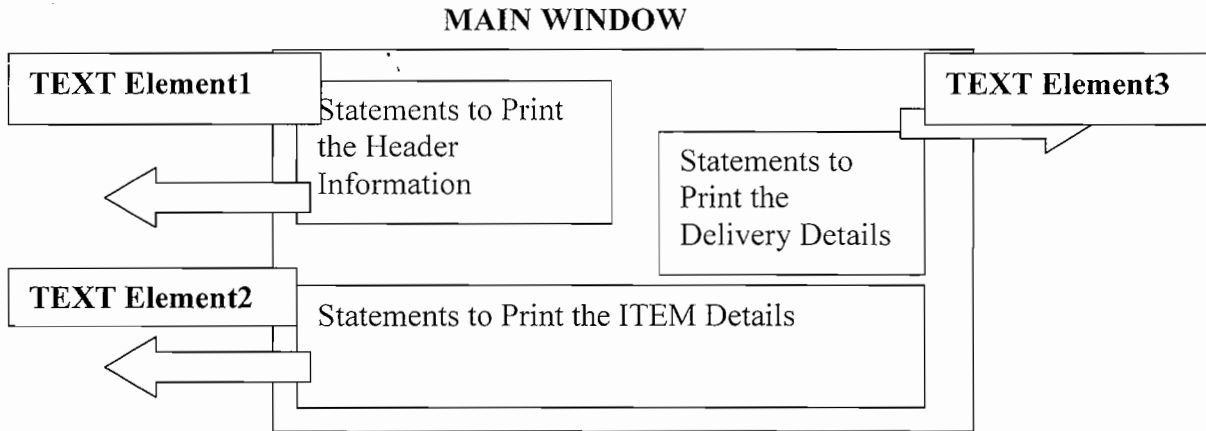 MAIN WINDOW
TEXT Element1
Statements to Print
the Header
Information
TEXT Element3
Statements to
Print the
Delivery Details
TEXT Element2
Statements to Print the ITEM Details